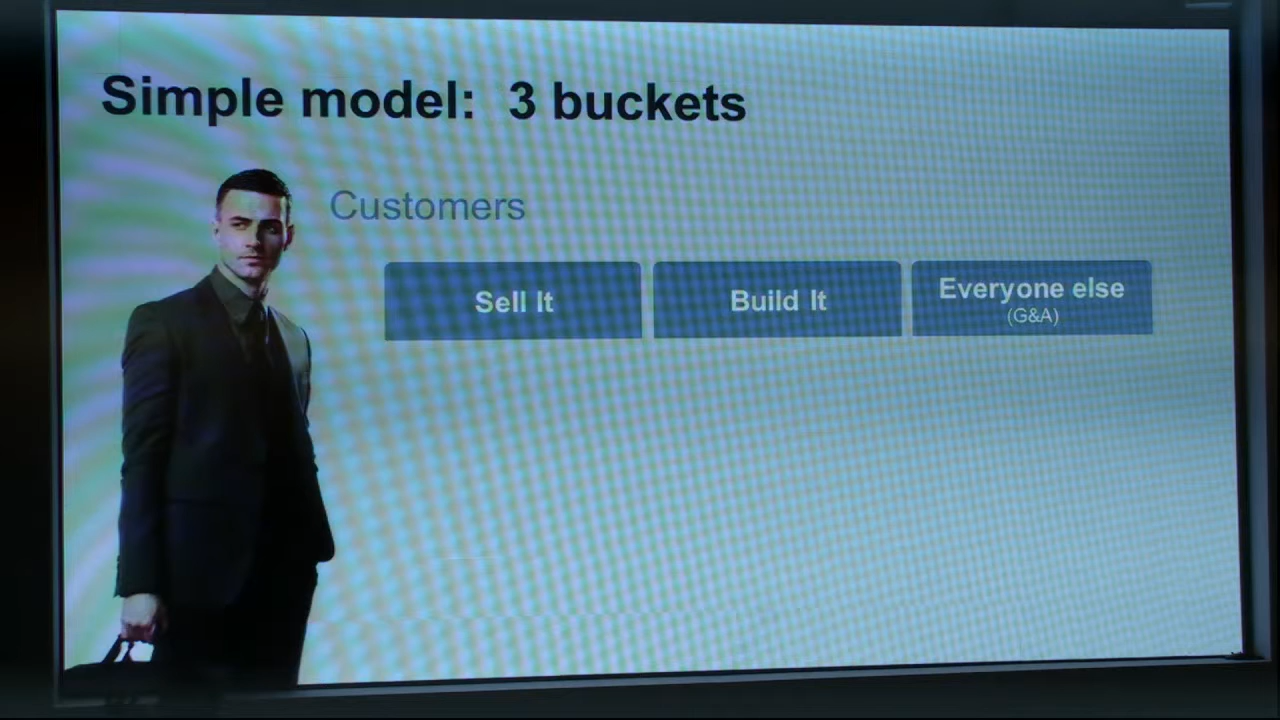 Simple model: 3 buckets
Customers
Sell It
Build It
Everyone else
(G&A)